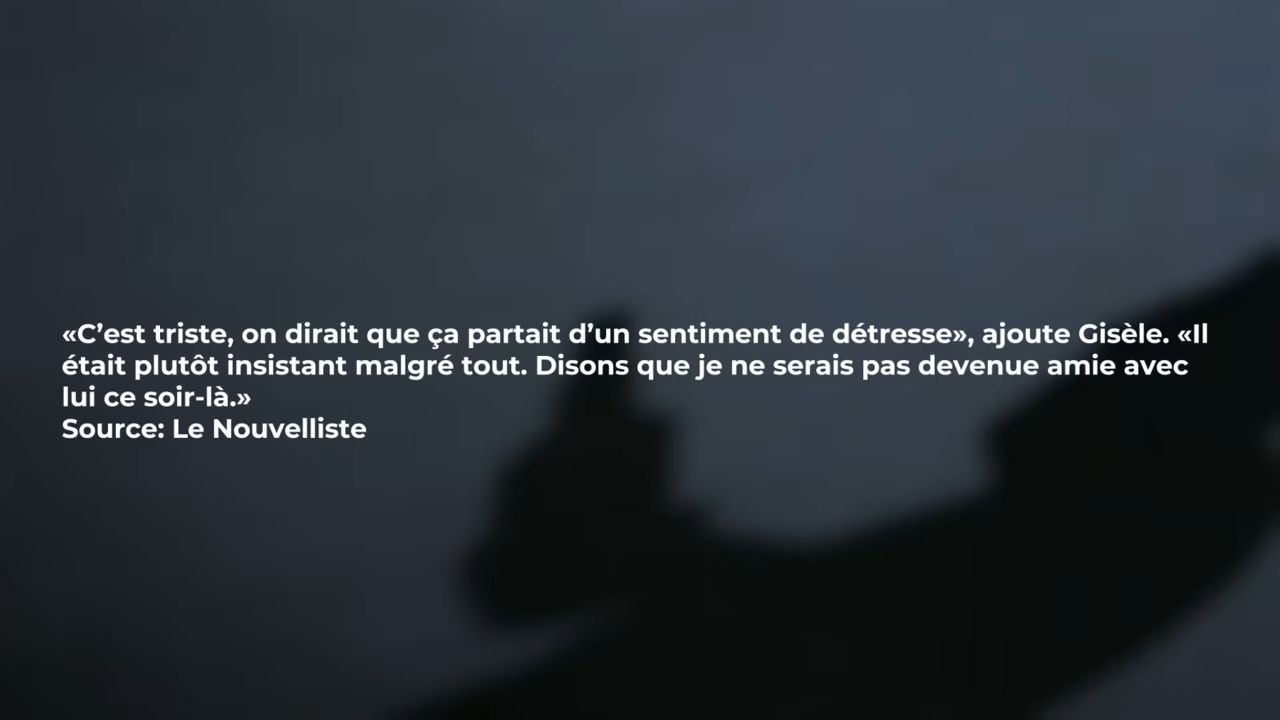 «C’est triste, on dirait que ça partait d’un sentiment de détresse», ajoute Gisèle. «Il
était plutôt insistant malgré tout. Disons que je ne serais pas devenue amie avec
lui ce soir-là.»
Source: Le Nouvelliste